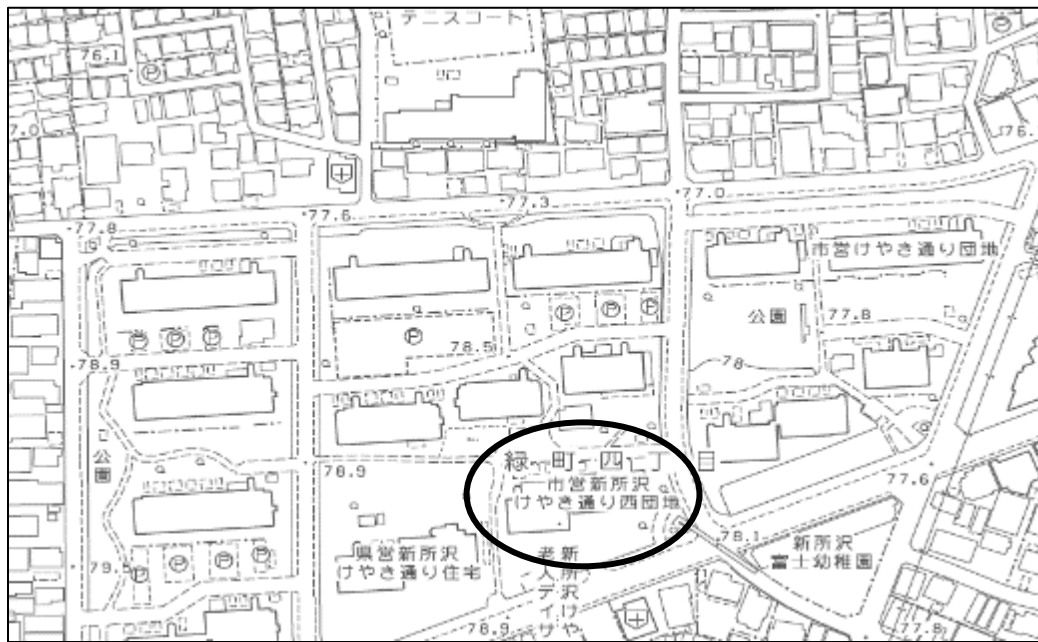 テニスコート
76.1
Ⓟ
Ⓟ
77.0
77.3
77.6
77.8
市営けやき通り団地
Ⓟ Ⓟ Ⓟ
公園
77.8
Ⓟ Ⓟ Ⓟ
Ⓟ
78.5
78
78.9
緑町四丁目
公園
76.9
市営新所沢
けやき通り西団地
77.6
78.1
新所沢
富士幼稚園
県営新所沢
けやき通り住宅
Ⓟ Ⓟ Ⓟ Ⓟ
79.5
78.9
77.8